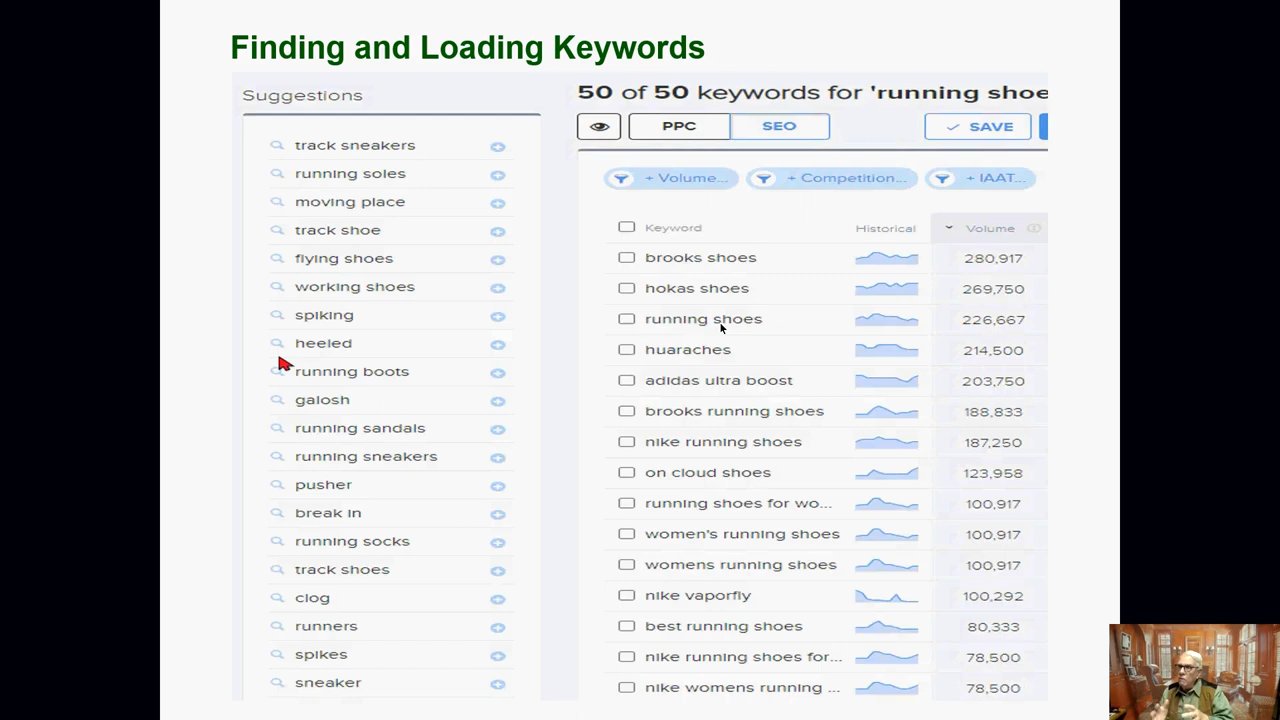 Finding and Loading Keywords
Suggestions
track sneakers
running soles
moving place
track shoe
flying shoes
working shoes
spiking
heeled
running boots
galosh
running sandals
running sneakers
pusher
break in
running socks
track shoes
clog
runners
spikes
sneaker
50 of 50 keywords for 'running shoe
PPC SEO SAVE
+ Volume... + Competition... + IAAT...
Keyword Historical Volume
brooks shoes 280,917
hokas shoes 269,750
running shoes 226,667
huaraches 214,500
adidas ultra boost 203,750
brooks running shoes 188,833
nike running shoes 187,250
on cloud shoes 123,958
running shoes for wo... 100,917
women's running shoes 100,917
womens running shoes 100,917
nike vaporfly 100,292
best running shoes 80,333
nike running shoes for... 78,500
nike womens running ... 78,500